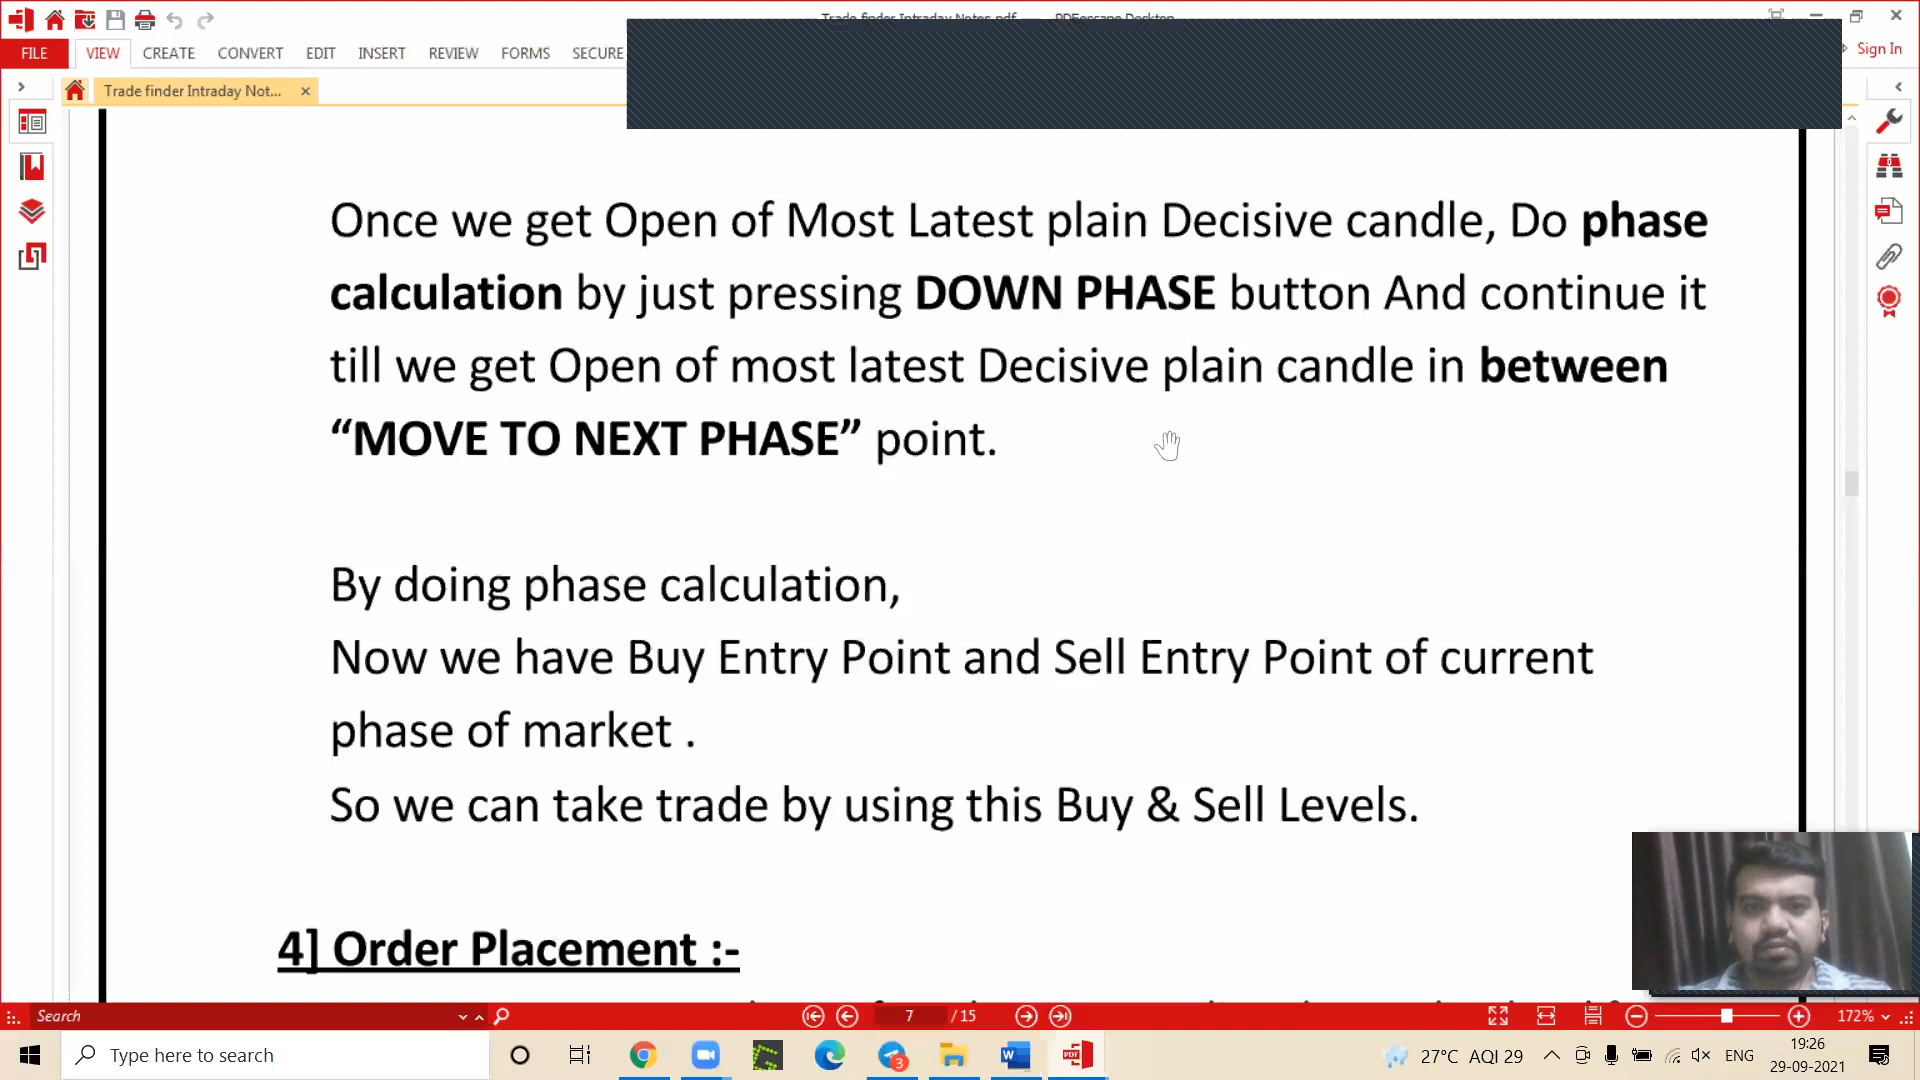 FILE VIEW CREATE CONVERT EDIT INSERT REVIEW FORMS SECURE Sign In
Trade finder Intraday Not...
Once we get Open of Most Latest plain Decisive candle, Do phase
calculation by just pressing DOWN PHASE button And continue it
till we get Open of most latest Decisive plain candle in between
“MOVE TO NEXT PHASE” point.
By doing phase calculation,
Now we have Buy Entry Point and Sell Entry Point of current
phase of market .
So we can take trade by using this Buy & Sell Levels.
4] Order Placement :-
Search 7 / 15 172%
Type here to search 3 27°C AQI 29 ENG 19:26
29-09-2021